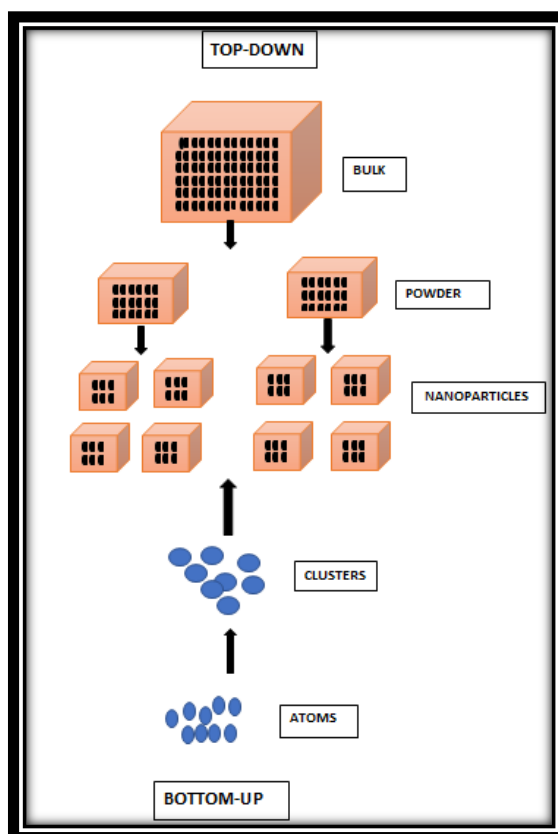 TOP-DOWN
BULK
POWDER
NANOPARTICLES
CLUSTERS
ATOMS
BOTTOM-UP